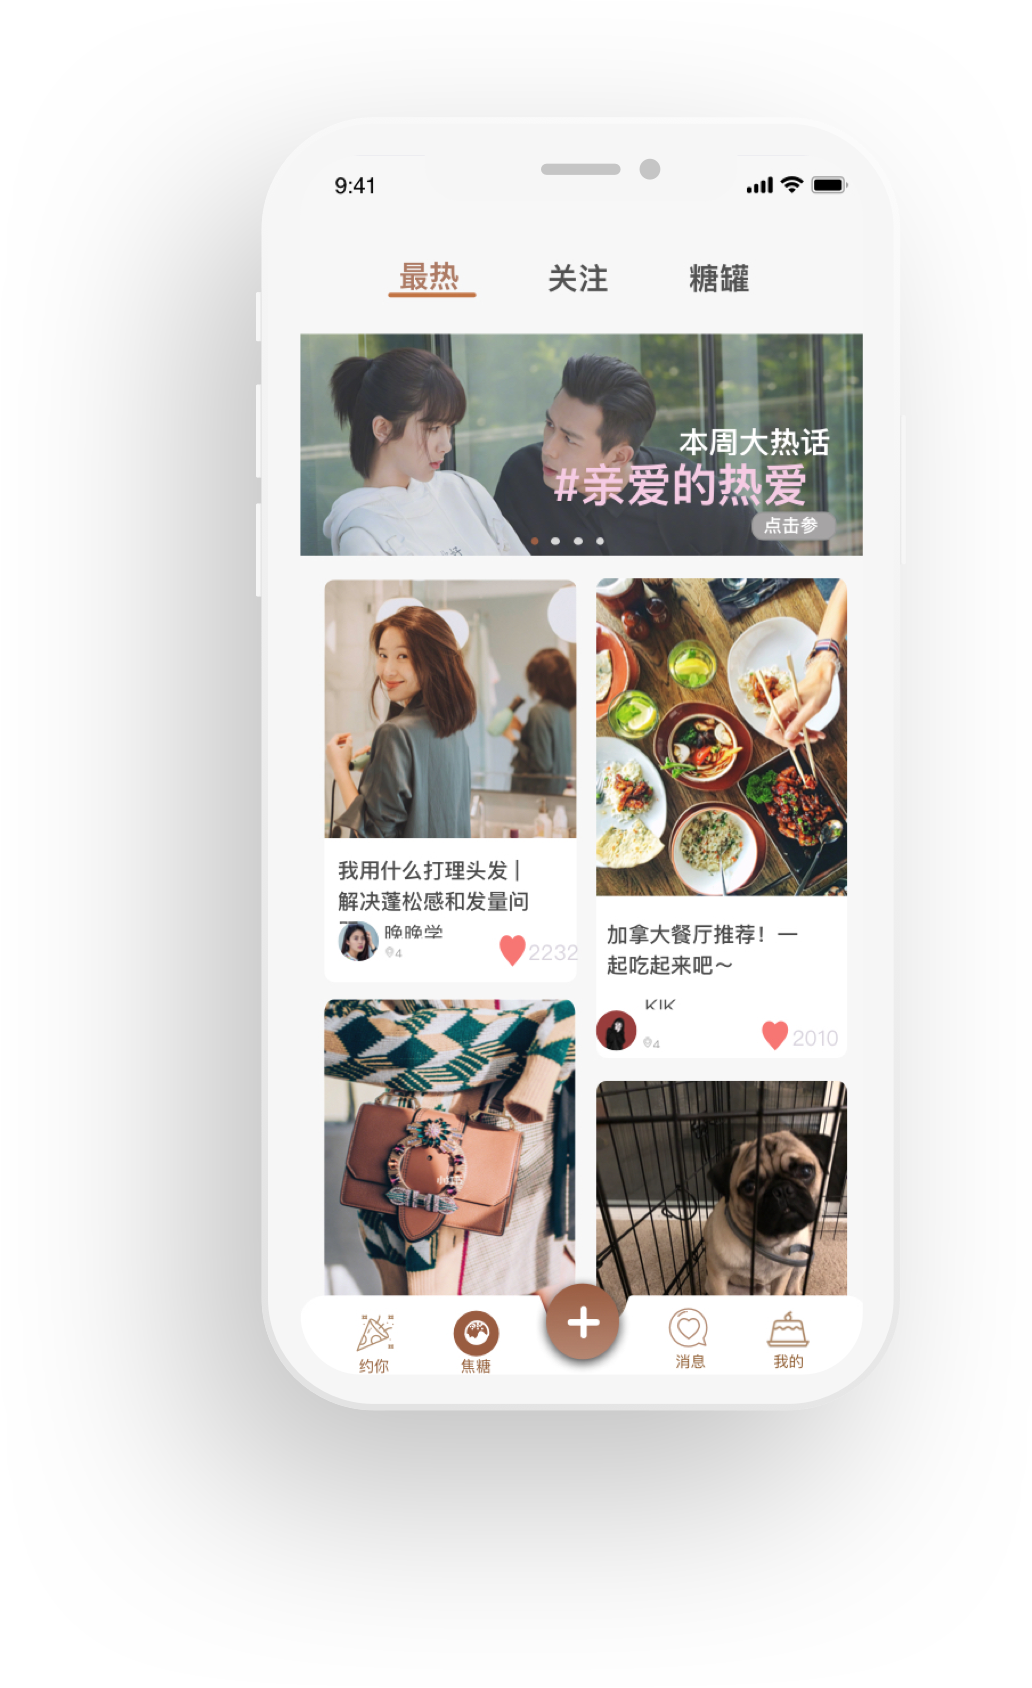 9:41
最热
关注
糖罐
本周大热话
#亲爱的热爱
点击参
我用什么打理头发 |
解决蓬松感和发量问
晚晚学
4
2232
加拿大餐厅推荐！一
起吃起来吧～
KIK
4
2010
约你
焦糖
消息
我的